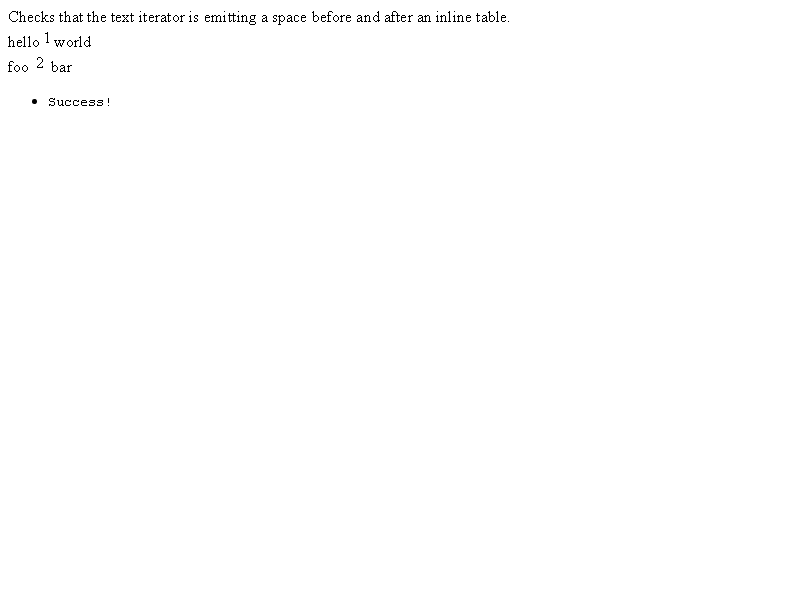 Checks that the text iterator is emitting a space before and after an inline table.
hello 1 world
foo 2 bar
• Success!